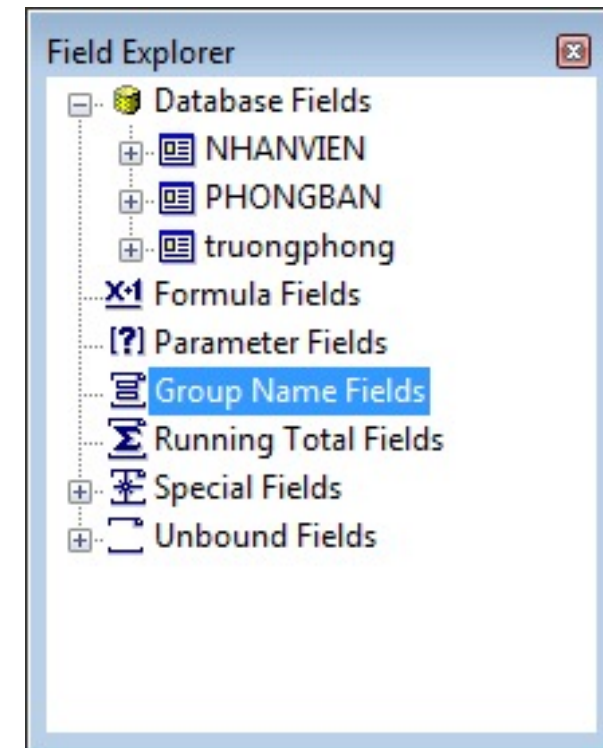 Field Explorer
Database Fields
NHANVIEN
PHONGBAN
truongphong
X+1 Formula Fields
[?] Parameter Fields
Group Name Fields
Σ Running Total Fields
Special Fields
Unbound Fields